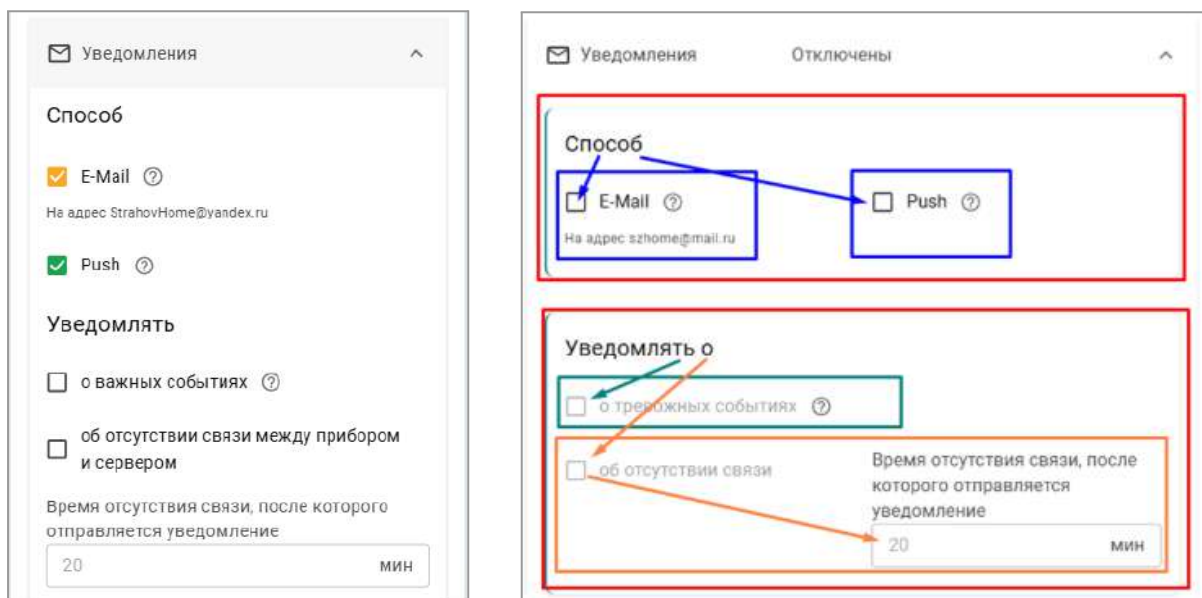 Уведомления
Способ
E-Mail
На адрес StrahovHome@yandex.ru
Push
Уведомлять
о важных событиях
об отсутствии связи между прибором
и сервером
Время отсутствия связи, после которого
отправляется уведомление
20 мин
Уведомления Отключены
Способ
E-Mail Push
На адрес szhome@mail.ru
Уведомлять о
о тревожных событиях
об отсутствии связи
Время отсутствия связи, после
которого отправляется
уведомление
20 мин